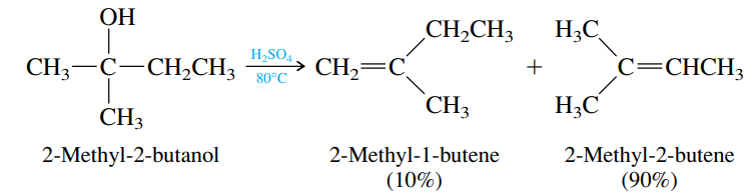 OH
CH₃—C—CH₂CH₃
CH₃
H₂SO₄
80°C
CH₂CH₃
CH₂=C
CH₃
+
H₃C
C=CHCH₃
H₃C
2-Methyl-2-butanol
2-Methyl-1-butene
(10%)
2-Methyl-2-butene
(90%)